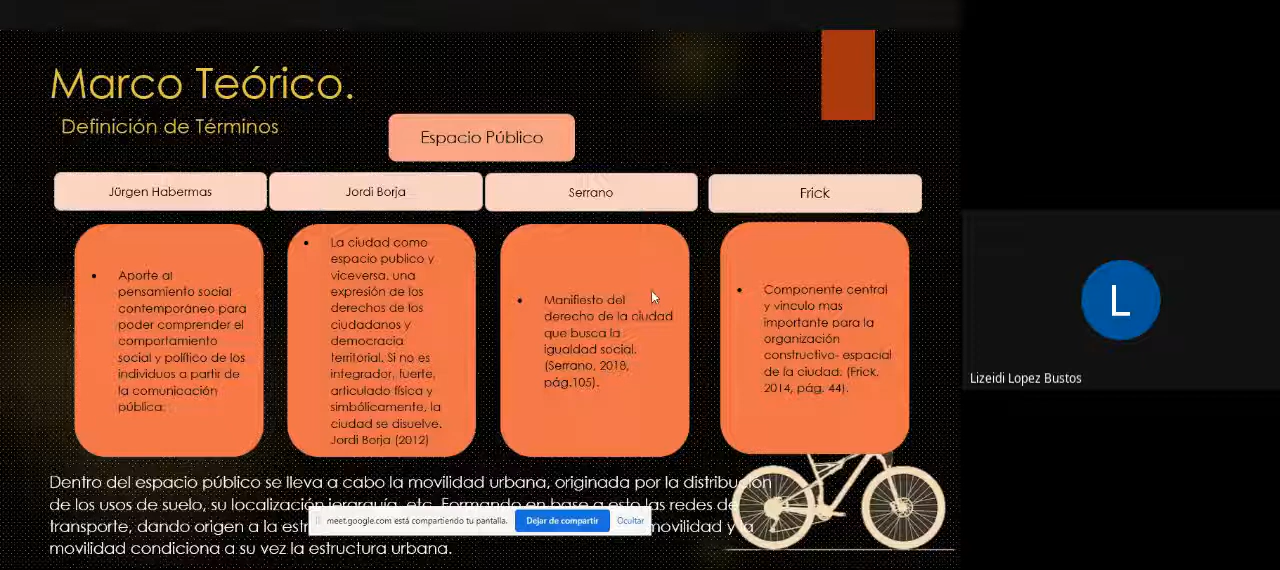 Marco Teórico.
Definición de Términos
Espacio Público
Jürgen Habermas
Jordi Borja
Serrano
Frick
• Aporte al
pensamiento social
contemporáneo para
poder comprender el
comportamiento
social y político de los
individuos a partir de
la comunicación
pública.
• La ciudad como
espacio publico y
viceversa, una
expresión de los
derechos de los
ciudadanos y
democracia
territorial. Si no es
integrador, fuerte,
articulado física y
simbólicamente, la
ciudad se disuelve.
Jordi Borja (2012)
• Manifiesto del
derecho de la ciudad
que busca la
igualdad social.
(Serrano, 2018,
pág.105).
• Componente central
y vinculo mas
importante para la
organización
constructivo- espacial
de la ciudad. (Frick,
2014, pág. 44).
Dentro del espacio público se lleva a cabo la movilidad urbana, originada por la distribución
de los usos de suelo, su localización jerarquía, etc. Formando en base a esto las redes de
transporte, dando origen a la movilidad y la
movilidad condiciona a su vez la estructura urbana.
meet.google.com está compartiendo tu pantalla.
Dejar de compartir
Ocultar
L
Lizeidi Lopez Bustos